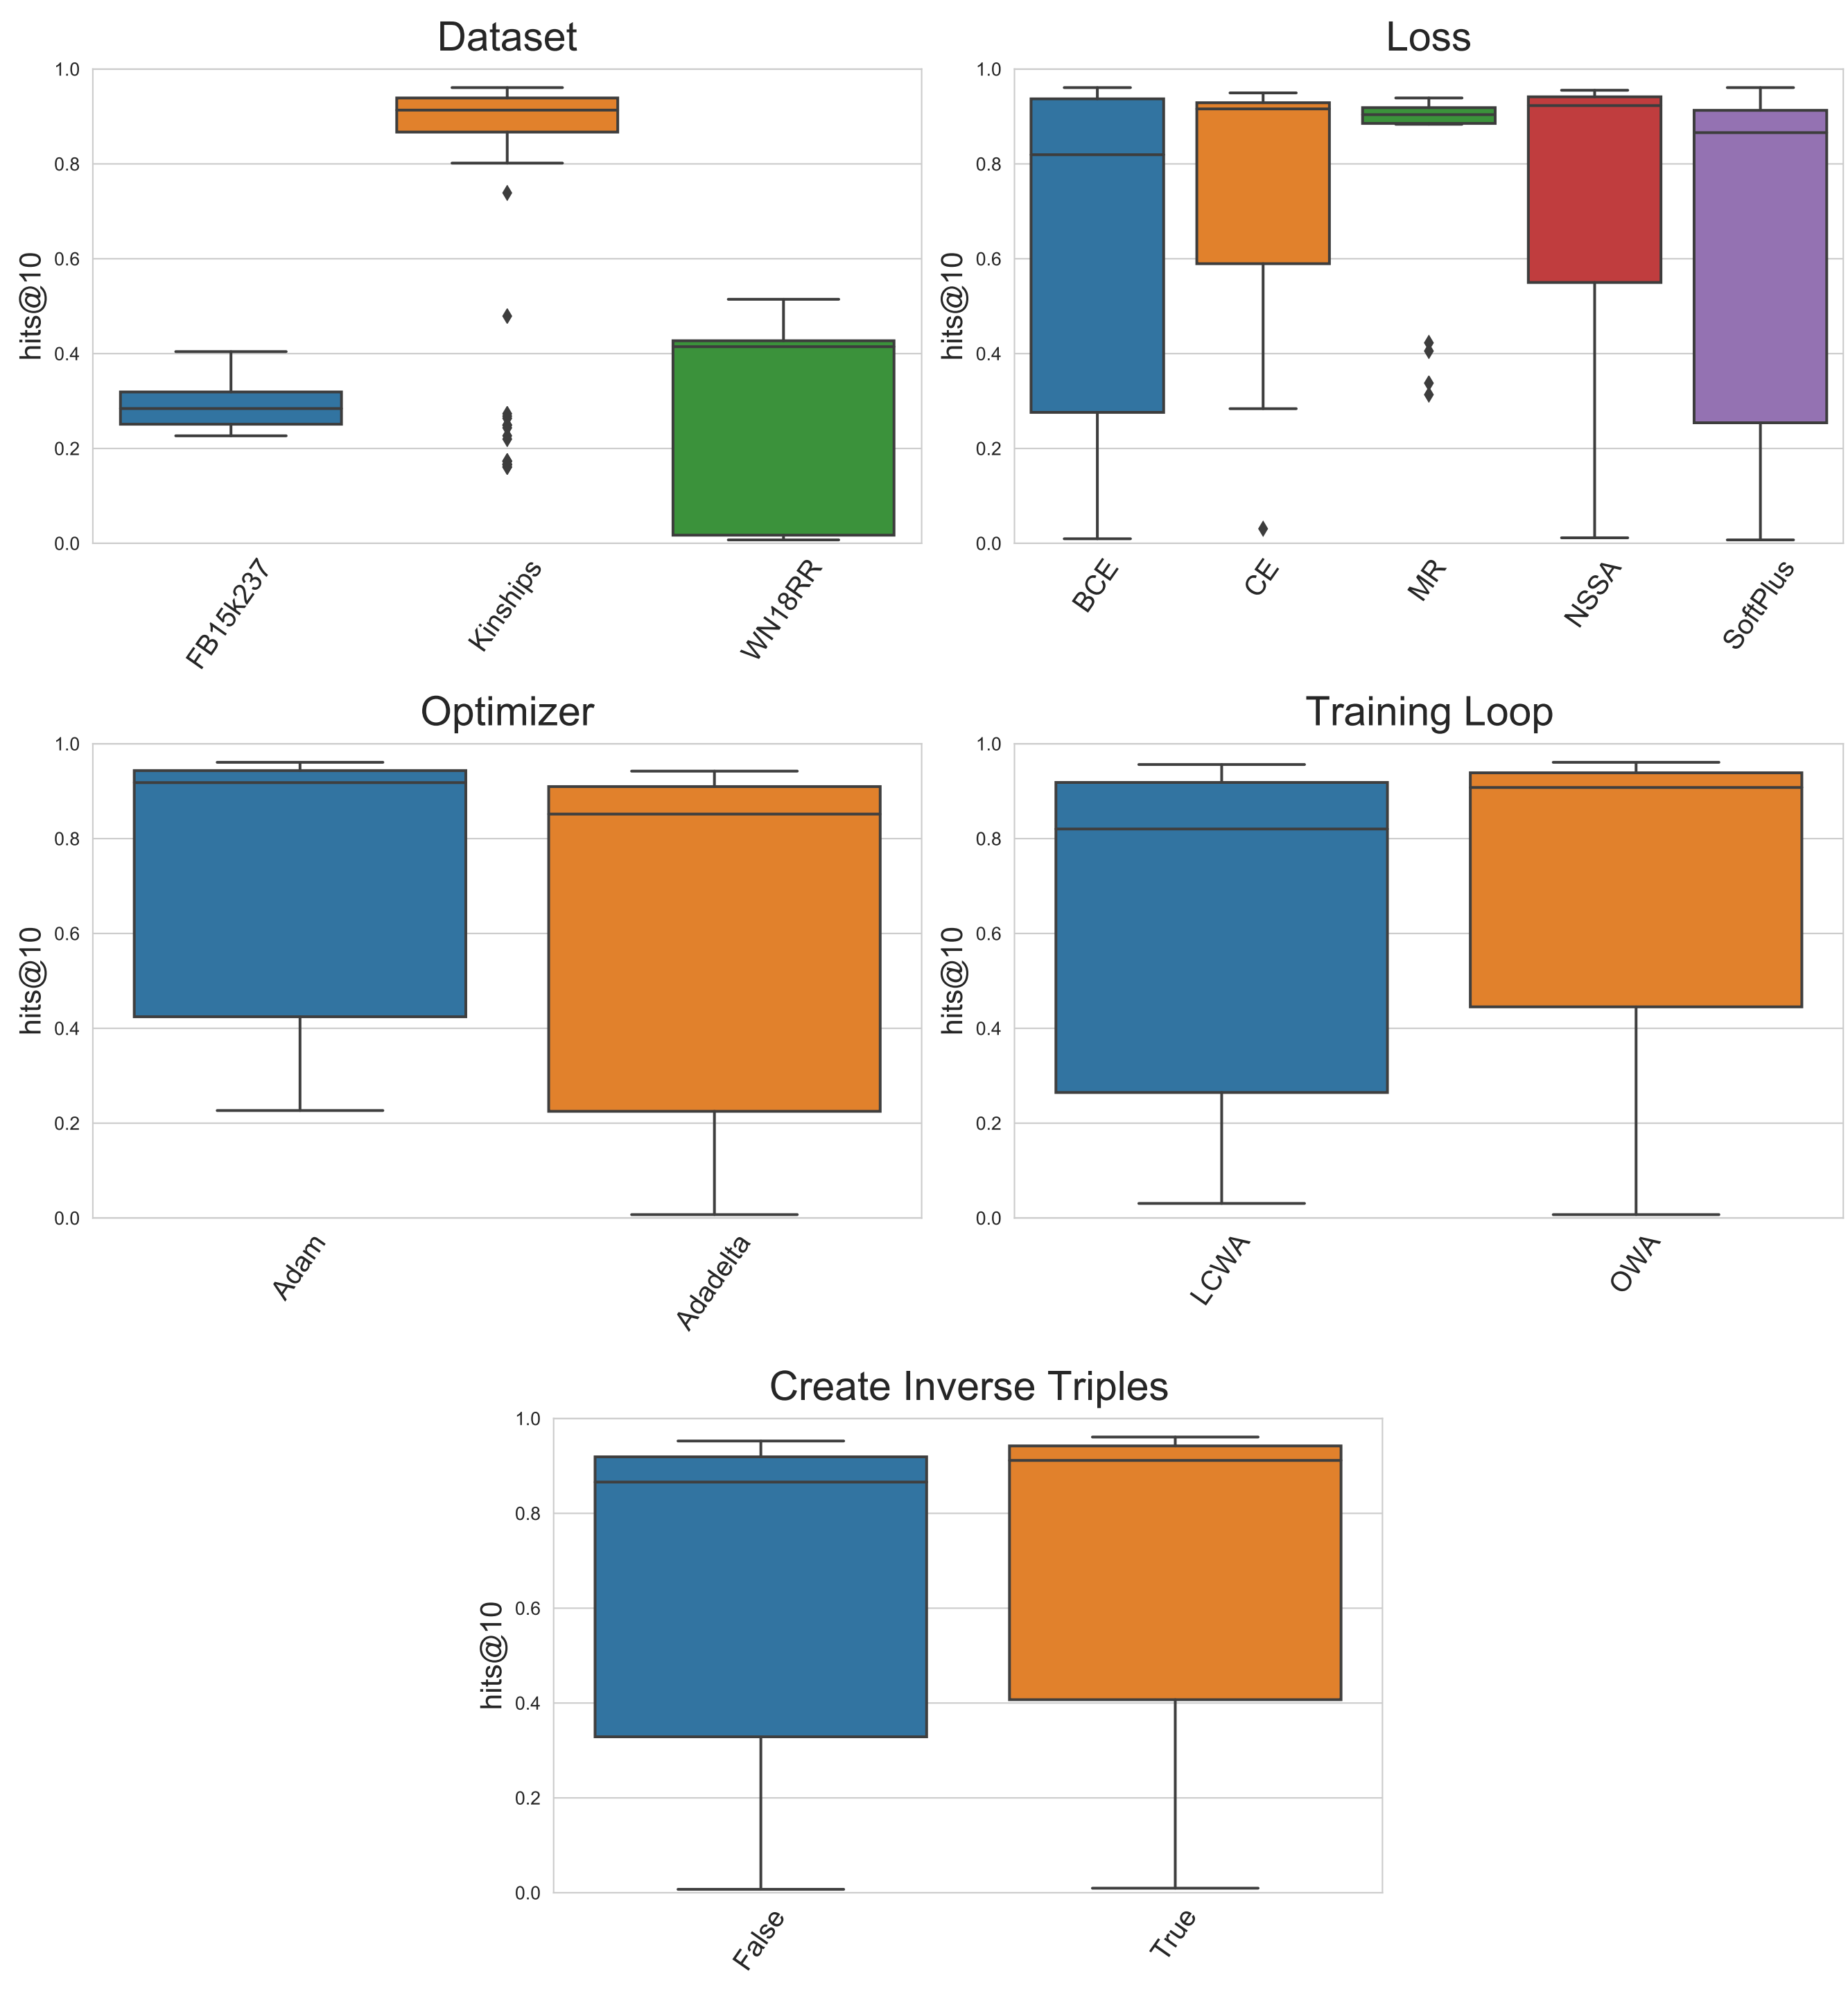 Dataset
1.0
0.8
0.6
0.4
0.2
0.0
hits@10
FB15k237
Kinships
WN18RR
Loss
1.0
0.8
0.6
0.4
0.2
0.0
hits@10
BCE
CE
MR
NSSA
SoftPlus
Optimizer
1.0
0.8
0.6
0.4
0.2
0.0
hits@10
Adam
Adadelta
Training Loop
1.0
0.8
0.6
0.4
0.2
0.0
hits@10
LCWA
OWA
Create Inverse Triples
1.0
0.8
0.6
0.4
0.2
0.0
hits@10
False
True